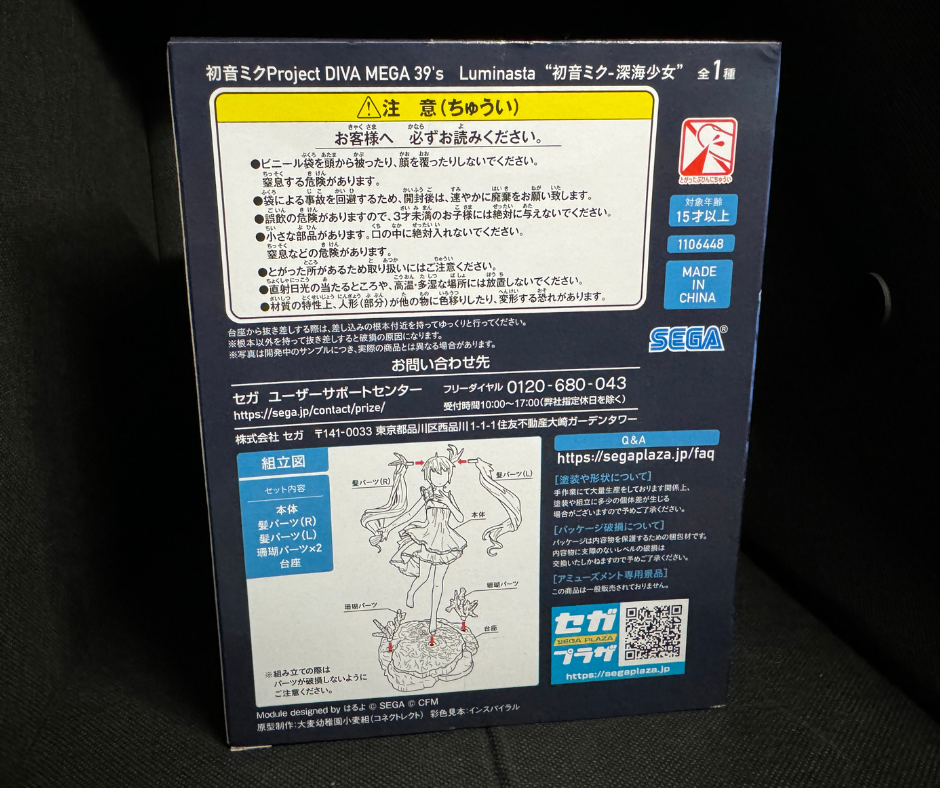 初音ミクProject DIVA MEGA 39's Luminasta “初音ミク-深海少女” 全1種
⚠注 意(ちゅうい)
お客様へ 必ずお読みください。
●ビニール袋を頭から被ったり、顔を覆ったりしないでください。
窒息する危険があります。
●袋による事故を回避するため、開封後は、速やかに廃棄をお願い致します。
●誤飲の危険がありますので、3才未満のお子様には絶対に与えないでください。
●小さな部品があります。口の中に絶対入れないでください。
窒息などの危険があります。
●とがった所があるため取り扱いにはご注意ください。
●直射日光の当たるところや、高温・多湿な場所には放置しないでください。
●材質の特性上、人形(部分)が他の物に色移りしたり、変形する恐れがあります。
とがったぶひんにちゅうい
対象年齢
15才以上
1106448
MADE
IN
CHINA
SEGA®
台座から抜き差しする際は、差し込みの根本付近を持ってゆっくりと行ってください。
※根本以外を持って抜き差しすると破損の原因になります。
※写真は開発中のサンプルにつき、実際の商品とは異なる場合があります。
お問い合わせ先
セガ ユーザーサポートセンター
https://sega.jp/contact/prize/
フリーダイヤル 0120-680-043
受付時間10:00〜17:00(弊社指定休日を除く)
株式会社 セガ 〒141-0033 東京都品川区西品川1-1-1住友不動産大崎ガーデンタワー
組立図
セット内容
本体
髪パーツ(R)
髪パーツ(L)
珊瑚パーツ×2
台座
髪パーツ(R)
髪パーツ(L)
本体
珊瑚パーツ
珊瑚パーツ
台座
※組み立ての際は
パーツが破損しないように
ご注意ください。
Q&A
https://segaplaza.jp/faq
[塗装や形状について]
手作業にて大量生産をしております関係上、
塗装や組立に多少の個体差が生じる
場合がございますので予めご了承ください。
[パッケージ破損について]
パッケージは内容物を保護するための梱包材です。
内容物に支障のないレベルの破損は
交換いたしかねますので予めご了承ください。
[アミューズメント専用景品]
この商品は一般販売されておりません。
セガ
SEGA PLAZA
プラザ
https://segaplaza.jp
Module designed by はるよ © SEGA © CFM
原型制作:大麦幼稚園小麦組(コネクトレクト) 彩色見本:インスパイラル